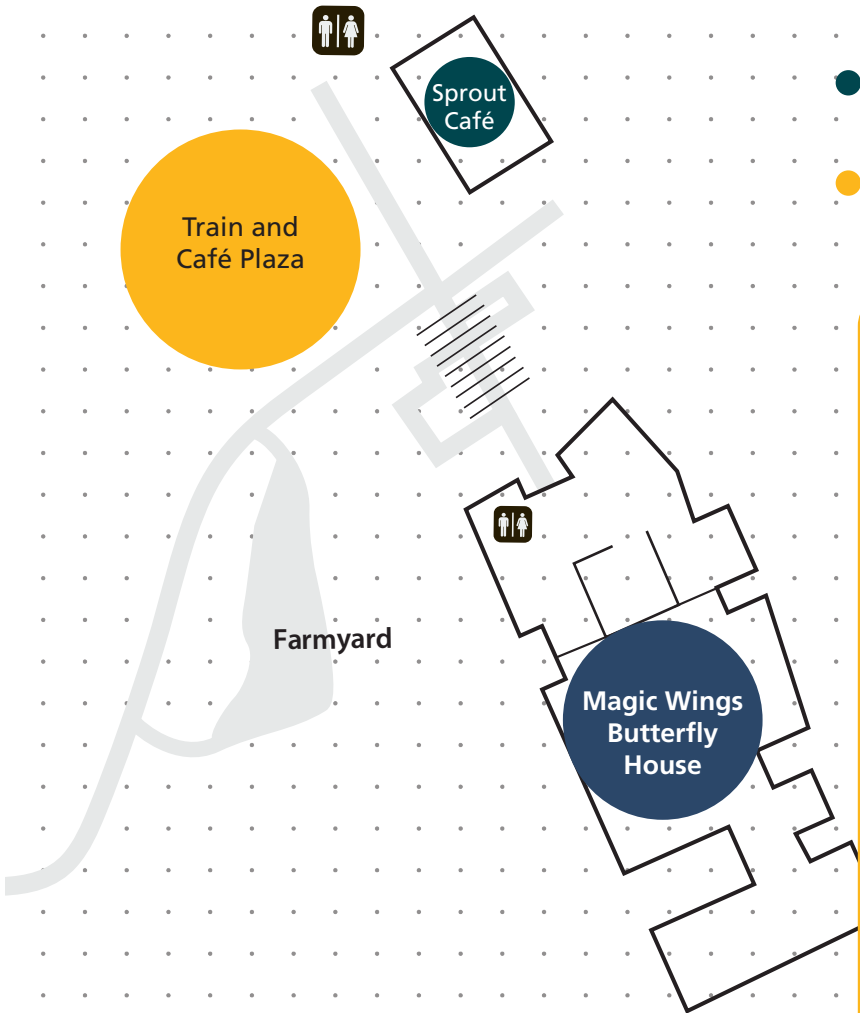 Sprout
Café
Train and
Café Plaza
Farmyard
Magic Wings
Butterfly
House